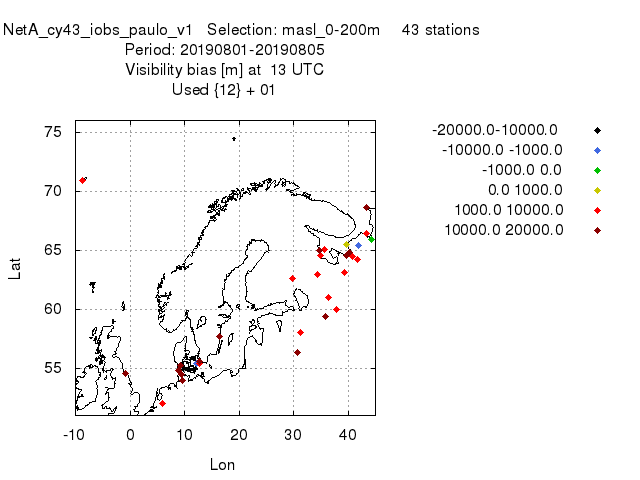 NetA_cy43_iobs_paulo_v1 Selection: masl_0-200m 43 stations
Period: 20190801-20190805
Visibility bias [m] at 13 UTC
Used {12} + 01
75
70
65
60
55
Lat
-10 0 10 20 30 40
Lon
-20000.0-10000.0
-10000.0 -1000.0
-1000.0 0.0
0.0 1000.0
1000.0 10000.0
10000.0 20000.0